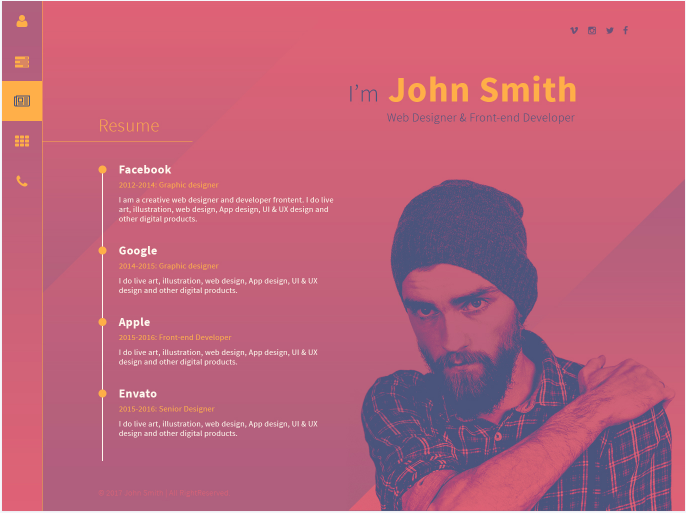 I'm John Smith
Web Designer & Front-end Developer
Resume
Facebook
2012-2014: Graphic designer
I am a creative web designer and developer frontent. I do live
art, illustration, web design, App design, UI & UX design and
other digital products.
Google
2014-2015: Graphic designer
I do live art, illustration, web design, App design, UI & UX
design and other digital products.
Apple
2015-2016: Front-end Developer
I do live art, illustration, web design, App design, UI & UX
design and other digital products.
Envato
2015-2016: Senior Designer
I do live art, illustration, web design, App design, UI & UX
design and other digital products.
© 2017 John Smith | All Right Reserved